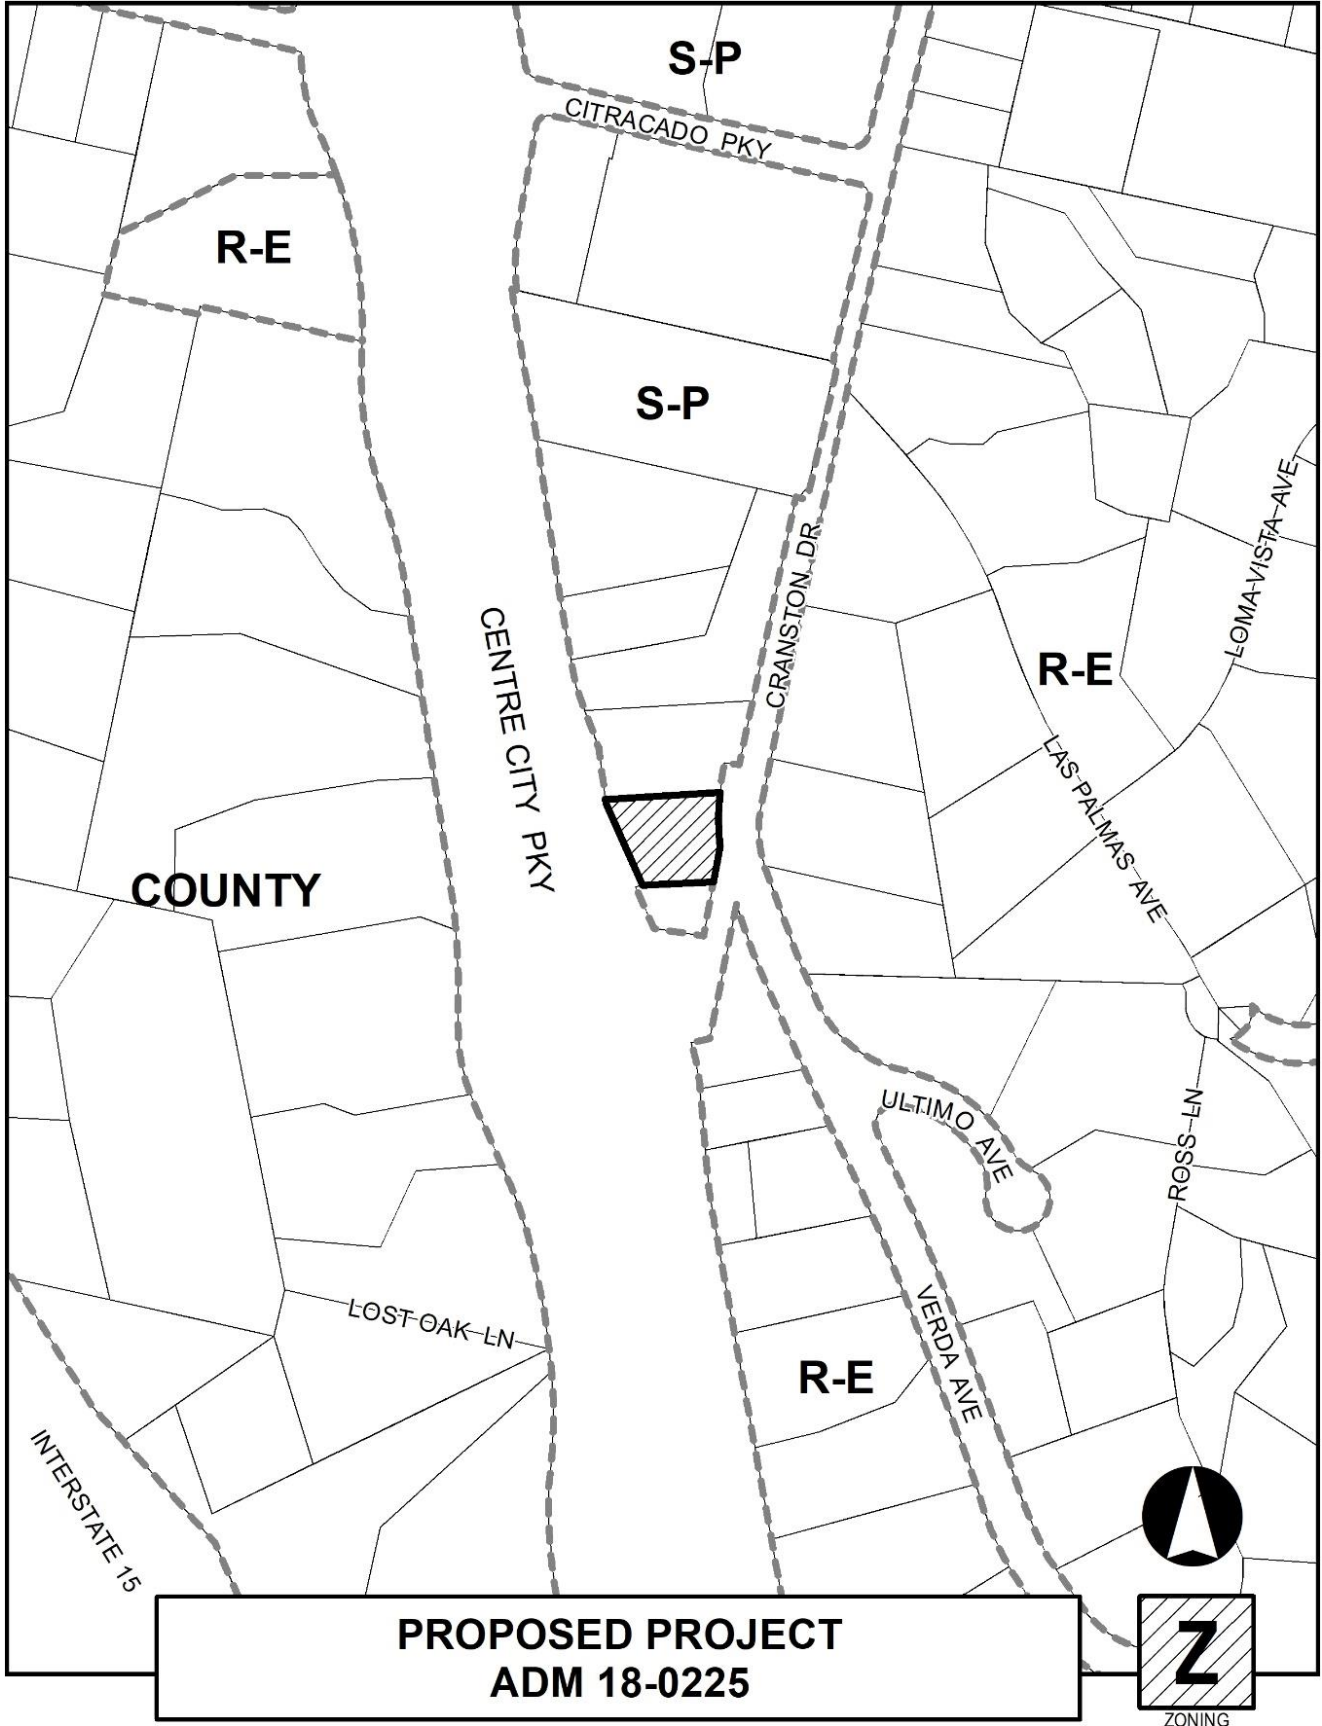 S-P
CITRACADO PKY
R-E
S-P
LOMA VISTA AVE
CRANSTON DR
CENTRE CITY PKY
R-E
LAS PALMAS AVE
COUNTY
ULTIMO AVE
ROSS LN
LOST OAK LN
VERDA AVE
R-E
INTERSTATE 15
PROPOSED PROJECT
ADM 18-0225
Z
ZONING